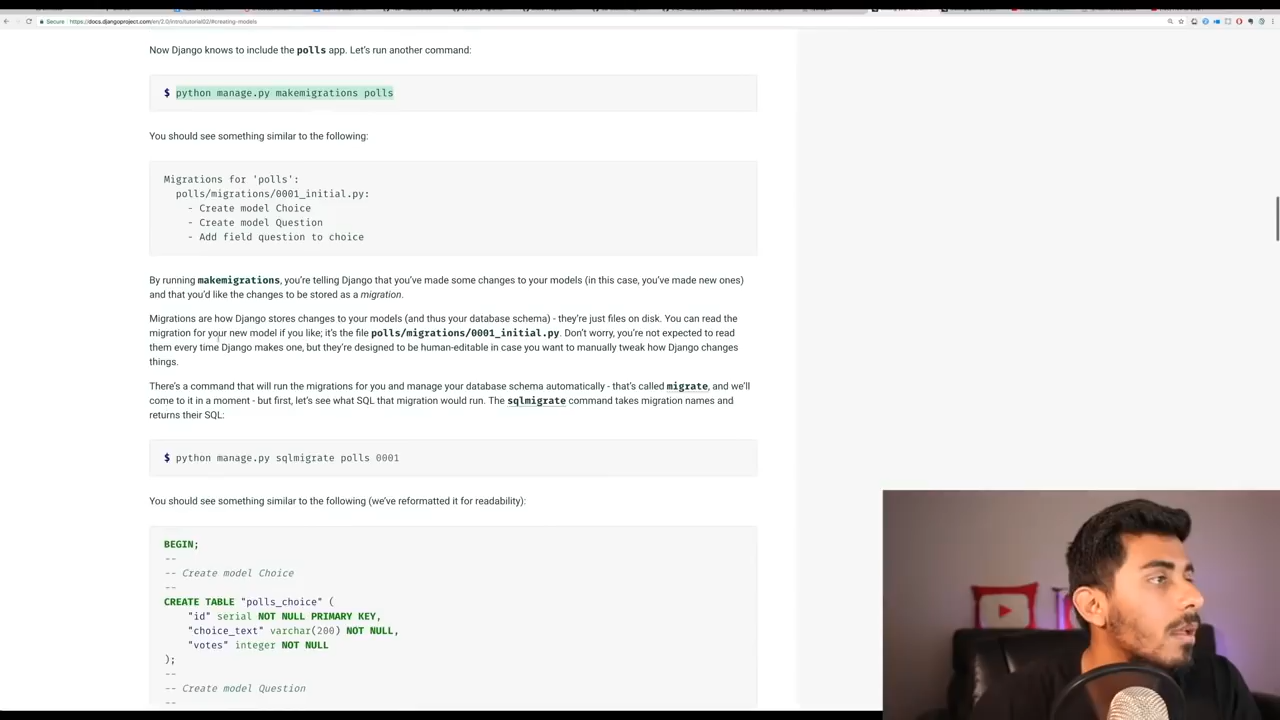 Secure | https://docs.djangoproject.com/en/2.0/intro/tutorial02/#creating-models
Now Django knows to include the polls app. Let's run another command:
$ python manage.py makemigrations polls
You should see something similar to the following:
Migrations for 'polls':
polls/migrations/0001_initial.py:
- Create model Choice
- Create model Question
- Add field question to choice
By running makemigrations, you're telling Django that you've made some changes to your models (in this case, you've made new ones)
and that you'd like the changes to be stored as a migration.
Migrations are how Django stores changes to your models (and thus your database schema) - they're just files on disk. You can read the
migration for your new model if you like; it's the file polls/migrations/0001_initial.py. Don't worry, you're not expected to read
them every time Django makes one, but they're designed to be human-editable in case you want to manually tweak how Django changes
things.
There's a command that will run the migrations for you and manage your database schema automatically - that's called migrate, and we'll
come to it in a moment - but first, let's see what SQL that migration would run. The sqlmigrate command takes migration names and
returns their SQL:
$ python manage.py sqlmigrate polls 0001
You should see something similar to the following (we've reformatted it for readability):
BEGIN;
--
-- Create model Choice
--
CREATE TABLE "polls_choice" (
"id" serial NOT NULL PRIMARY KEY,
"choice_text" varchar(200) NOT NULL,
"votes" integer NOT NULL
);
--
-- Create model Question
--